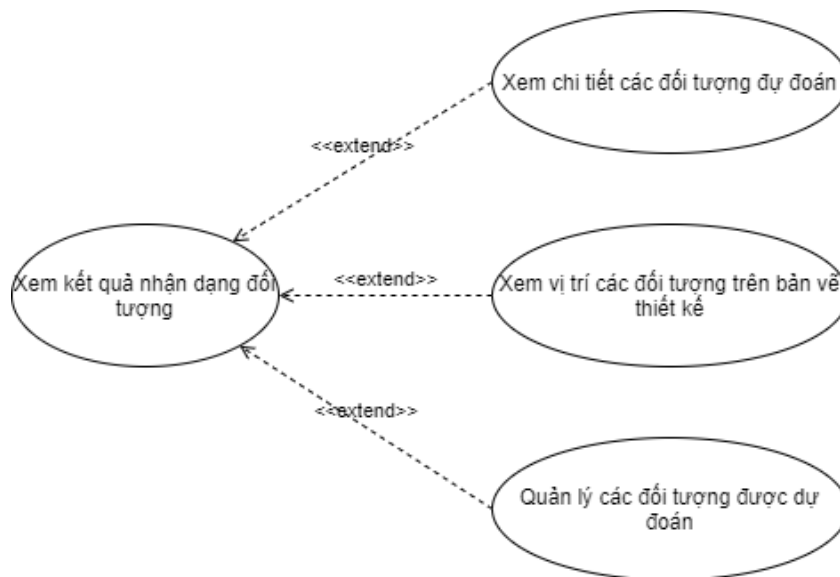 Xem chi tiết các đối tượng đự đoán
<<extend>>
Xem kết quả nhận dạng đối
tượng
<<extend>>
Xem vị trí các đối tượng trên bản vẽ
thiết kế
<<extend>>
Quản lý các đối tượng được dự
đoán